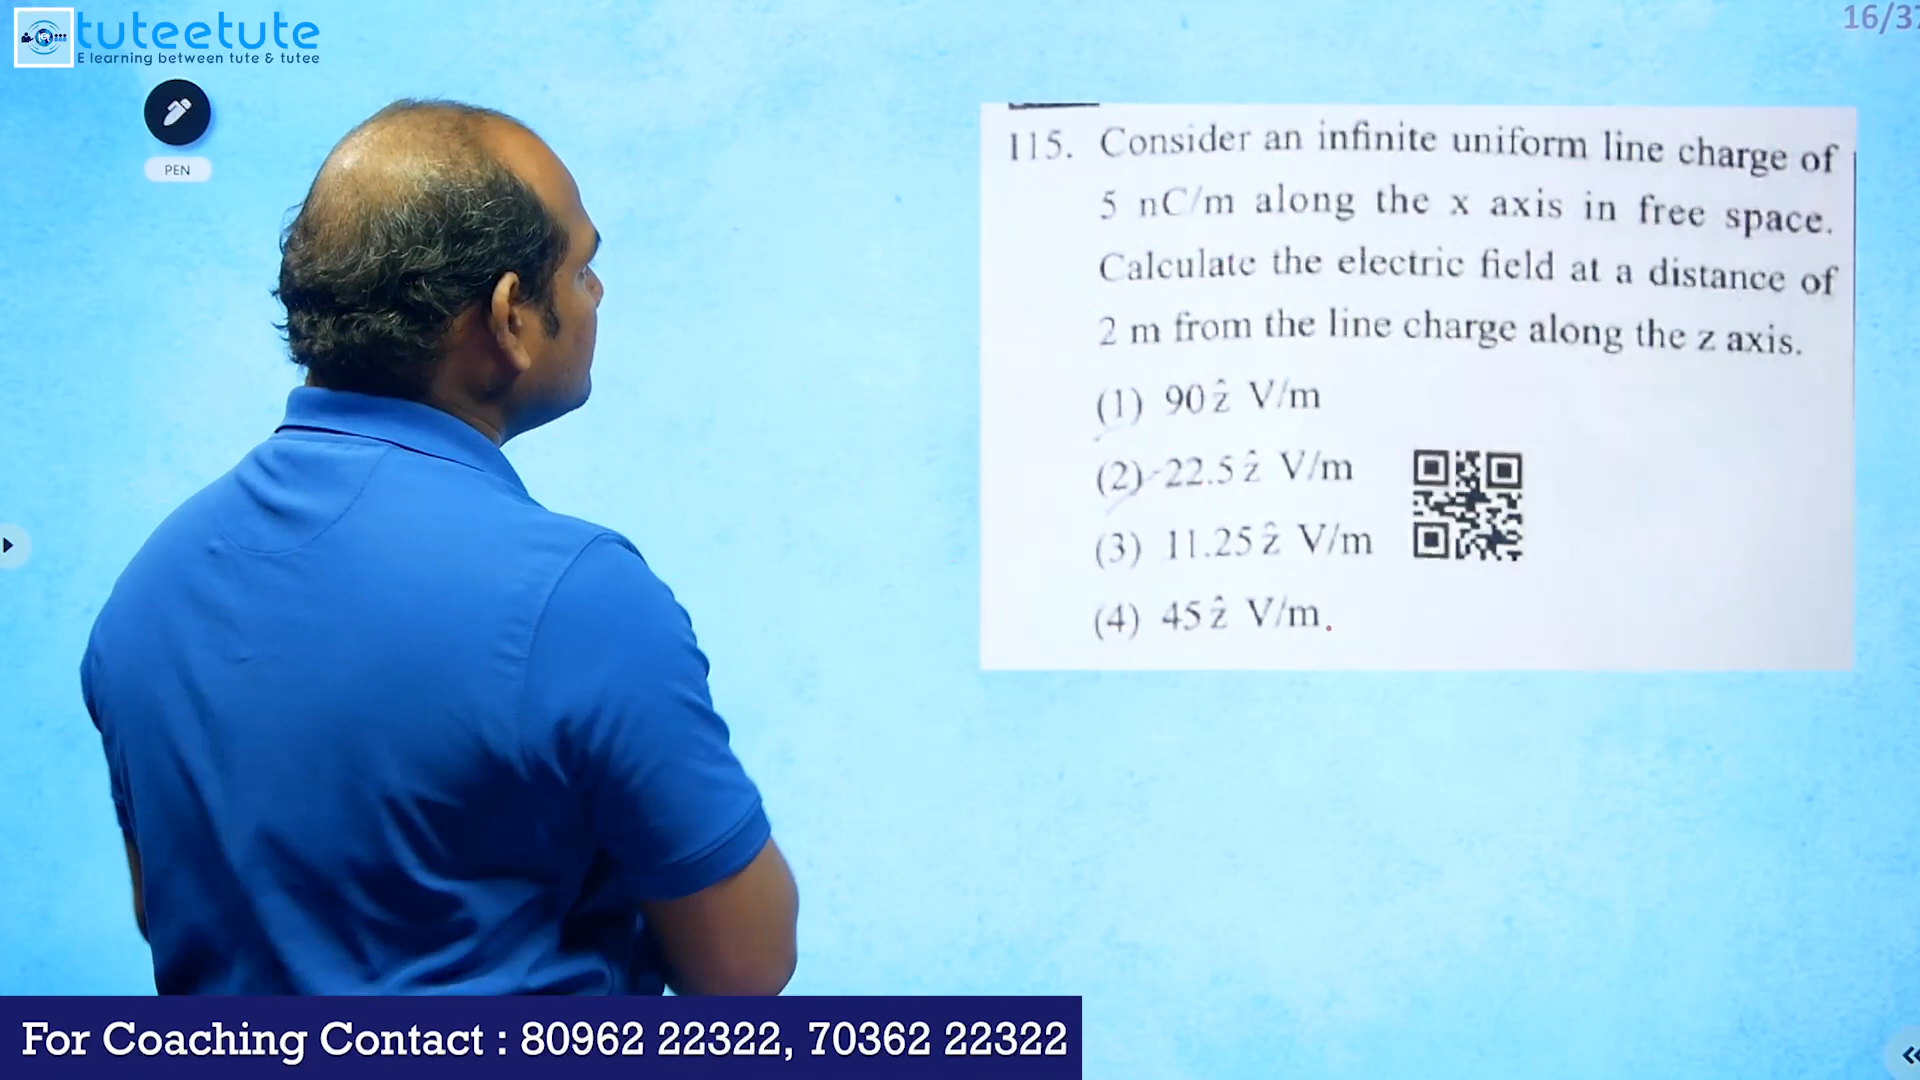 tuteetute
E learning between tute & tutee
PEN
115. Consider an infinite uniform line charge of
5 nC/m along the x axis in free space.
Calculate the electric field at a distance of
2 m from the line charge along the z axis.
(1) 90 ẑ V/m
(2) 22.5 ẑ V/m
(3) 11.25 ẑ V/m
(4) 45 ẑ V/m.
For Coaching Contact : 80962 22322, 70362 22322